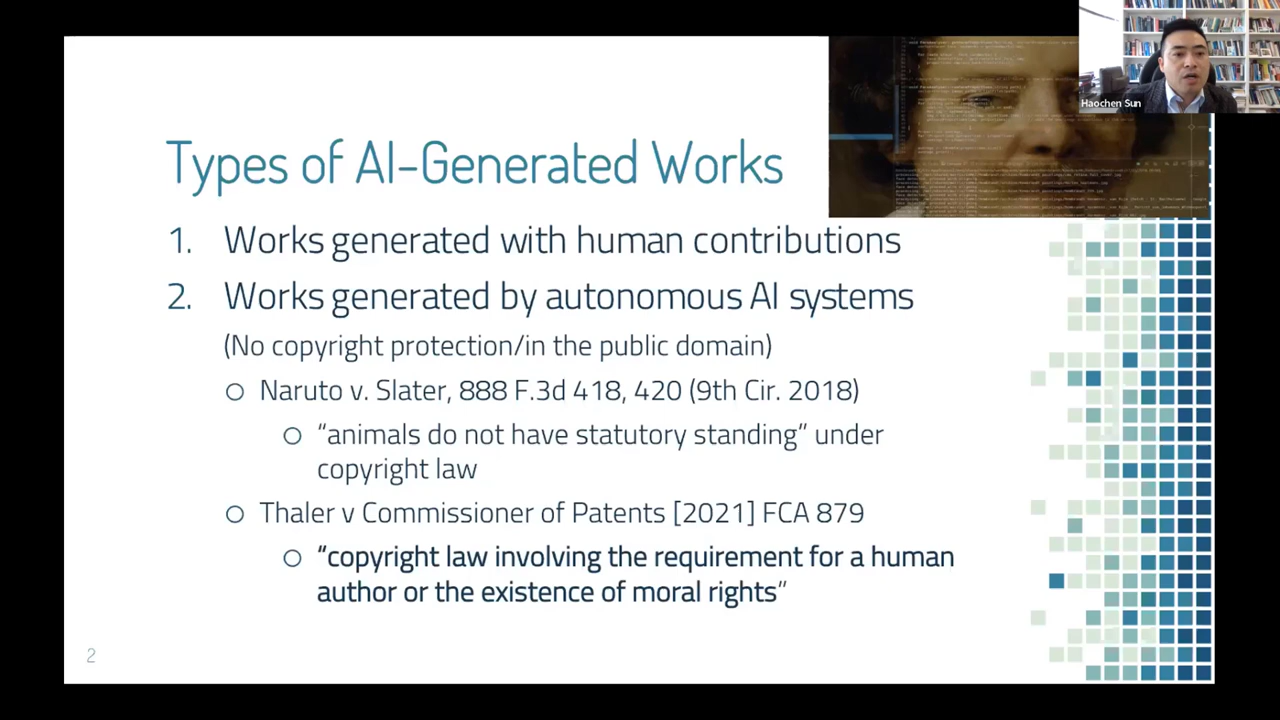 Haochen Sun
Types of AI-Generated Works
1. Works generated with human contributions
2. Works generated by autonomous AI systems
(No copyright protection/in the public domain)
Naruto v. Slater, 888 F.3d 418, 420 (9th Cir. 2018)
“animals do not have statutory standing” under
copyright law
Thaler v Commissioner of Patents [2021] FCA 879
“copyright law involving the requirement for a human
author or the existence of moral rights”
2